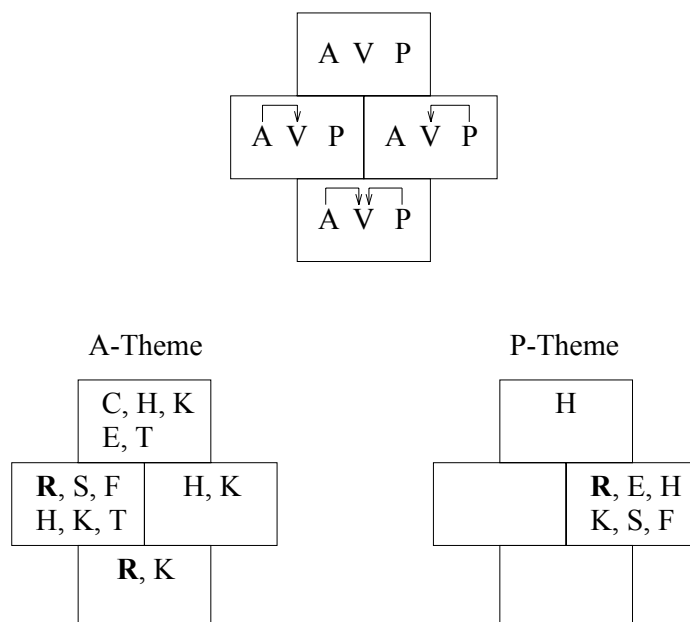 A V P
A V P
A V P
A V P
A-Theme
P-Theme
C, H, K
E, T
H
R, S, F
H, K, T
H, K
R, E, H
K, S, F
R, K